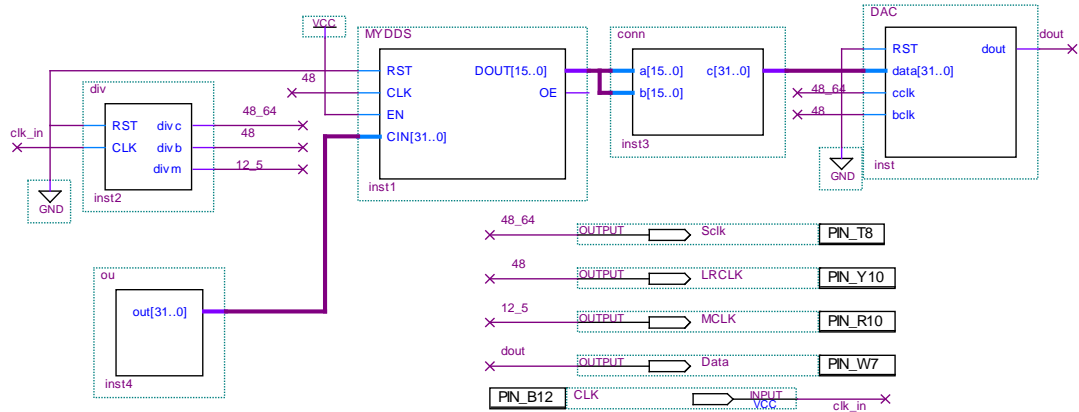 DAC
VCC
MYDDS
conn
dout
RST
DOUT[15..0]
a[15..0]
c[31..0]
RST
dout
48
CLK
OE
b[15..0]
data[31..0]
div
EN
48_64
cclk
clk_in
RST
divc
48_64
CIN[31..0]
48
bclk
CLK
divb
48
divm
12_5
inst3
inst1
GND
inst
GND
inst2
48_64
OUTPUT
Sclk
PIN_T8
ou
48
OUTPUT
LRCLK
PIN_Y10
out[31..0]
12_5
OUTPUT
MCLK
PIN_R10
dout
OUTPUT
Data
PIN_W7
inst4
PIN_B12
CLK
INPUT
VCC
clk_in